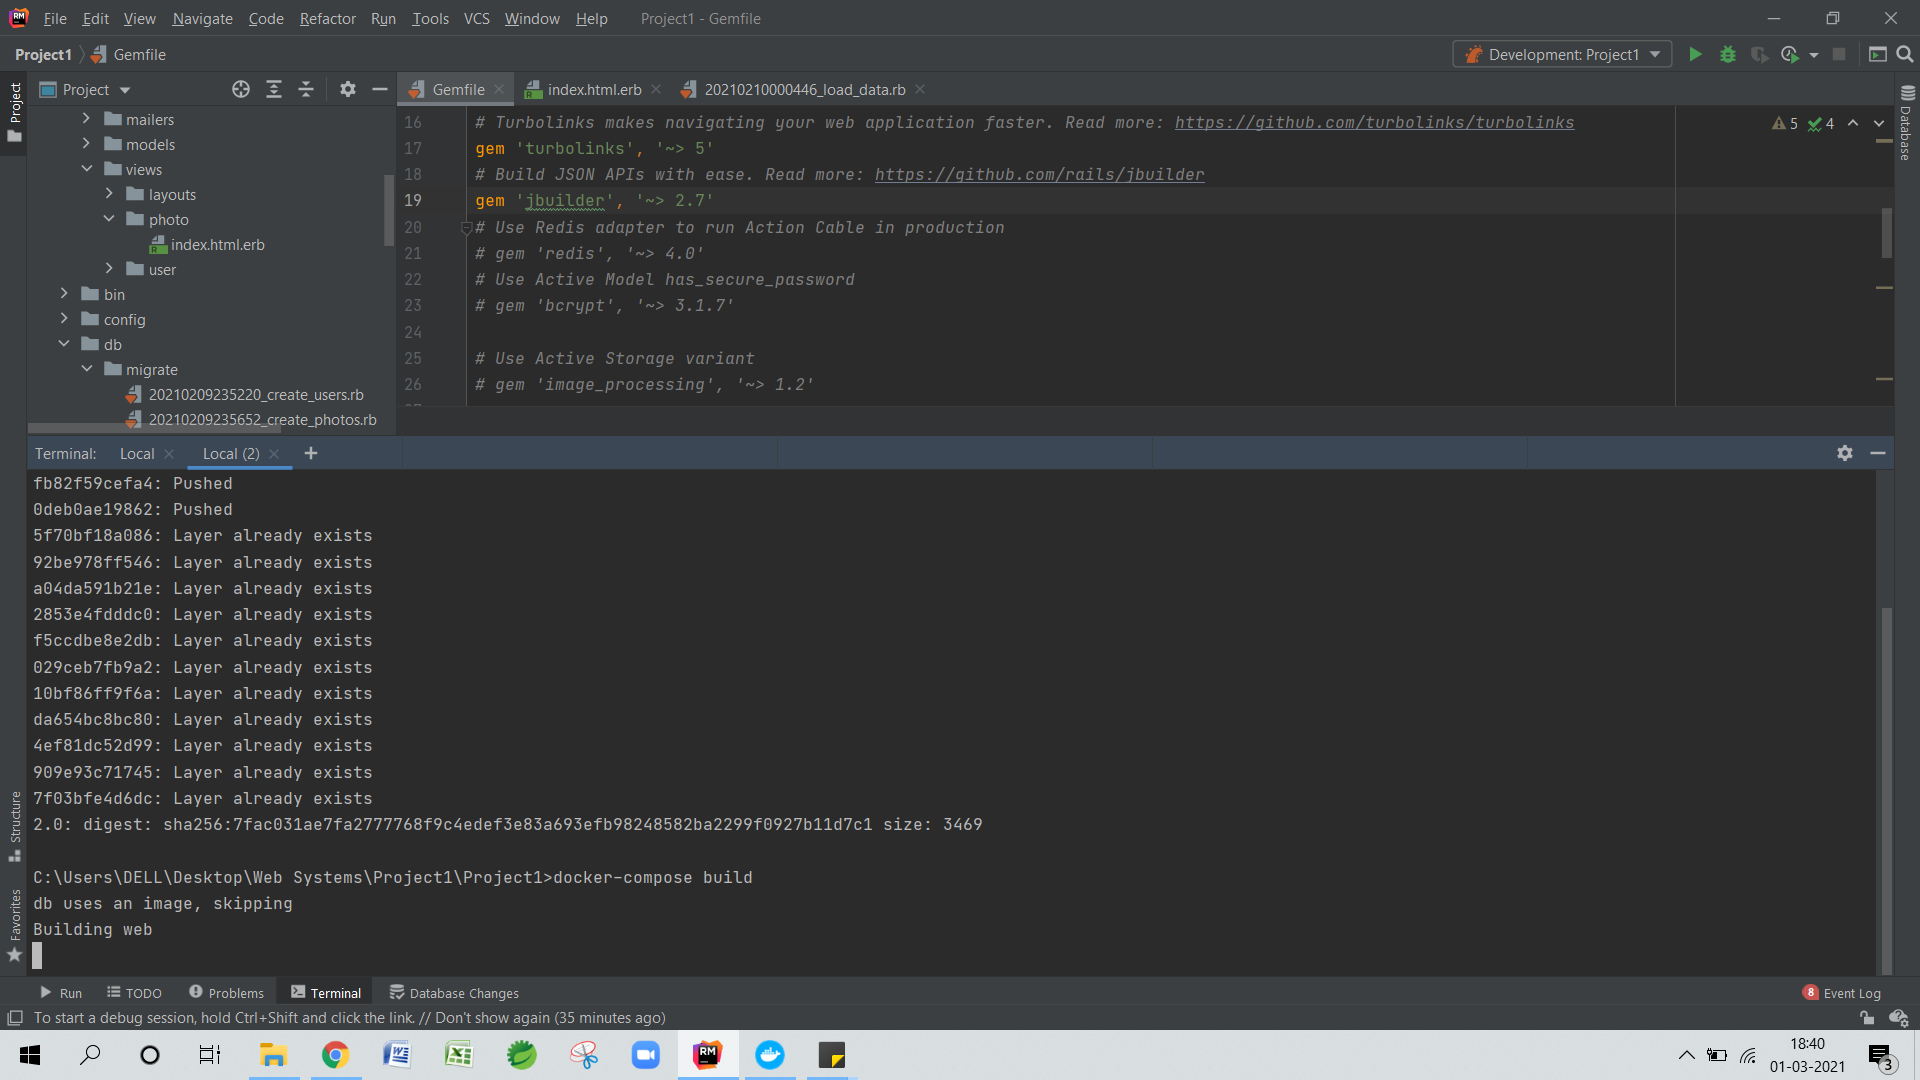 File Edit View Navigate Code Refactor Run Tools VCS Window Help Project1 - Gemfile
Project1 Gemfile Development: Project1
Project
Project
mailers
models
views
layouts
photo
index.html.erb
user
bin
config
db
migrate
20210209235220_create_users.rb
20210209235652_create_photos.rb
Gemfile index.html.erb 20210210000446_load_data.rb
16 # Turbolinks makes navigating your web application faster. Read more: https://github.com/turbolinks/turbolinks
17 gem 'turbolinks', '~> 5'
18 # Build JSON APIs with ease. Read more: https://github.com/rails/jbuilder
19 gem 'jbuilder', '~> 2.7'
20 # Use Redis adapter to run Action Cable in production
21 # gem 'redis', '~> 4.0'
22 # Use Active Model has_secure_password
23 # gem 'bcrypt', '~> 3.1.7'
24
25 # Use Active Storage variant
26 # gem 'image_processing', '~> 1.2'
5 4
Database
Terminal: Local Local (2) +
fb82f59cefa4: Pushed
0deb0ae19862: Pushed
5f70bf18a086: Layer already exists
92be978ff546: Layer already exists
a04da591b21e: Layer already exists
2853e4fdddc0: Layer already exists
f5ccdbe8e2db: Layer already exists
029ceb7fb9a2: Layer already exists
10bf86ff9f6a: Layer already exists
da654bc8bc80: Layer already exists
4ef81dc52d99: Layer already exists
909e93c71745: Layer already exists
7f03bfe4d6dc: Layer already exists
2.0: digest: sha256:7fac031ae7fa2777768f9c4edef3e83a693efb98248582ba2299f0927b11d7c1 size: 3469
C:\Users\DELL\Desktop\Web Systems\Project1\Project1>docker-compose build
db uses an image, skipping
Building web
Structure
Favorites
Run TODO Problems Terminal Database Changes 8 Event Log
To start a debug session, hold Ctrl+Shift and click the link. // Don't show again (35 minutes ago)
18:40
01-03-2021
3